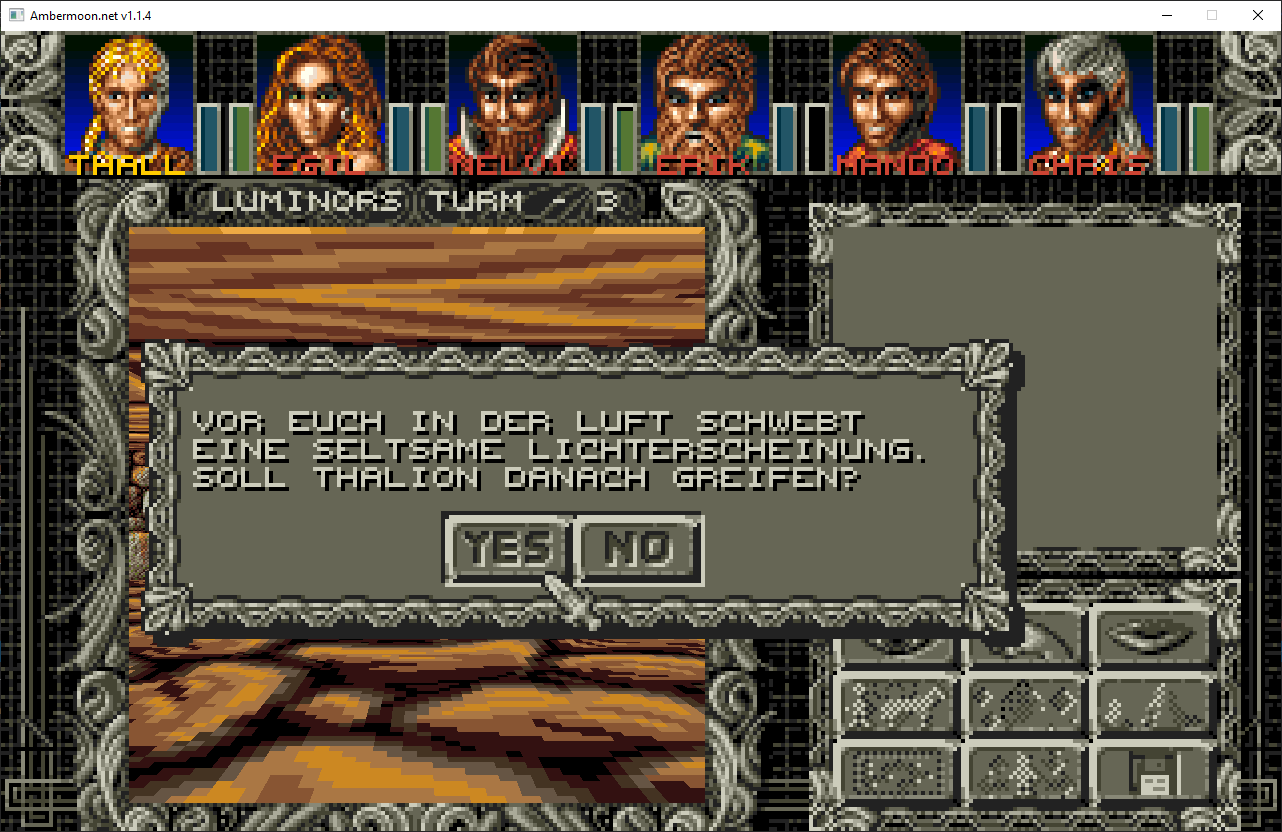 Ambermoon.net v1.1.4
THALL EGIL NELVIN ERIK MANDO CHRIS
LUMINORS TURM - 3
VOR EUCH IN DER LUFT SCHWEBT
EINE SELTSAME LICHTERSCHEINUNG.
SOLL THALION DANACH GREIFEN?
YES NO